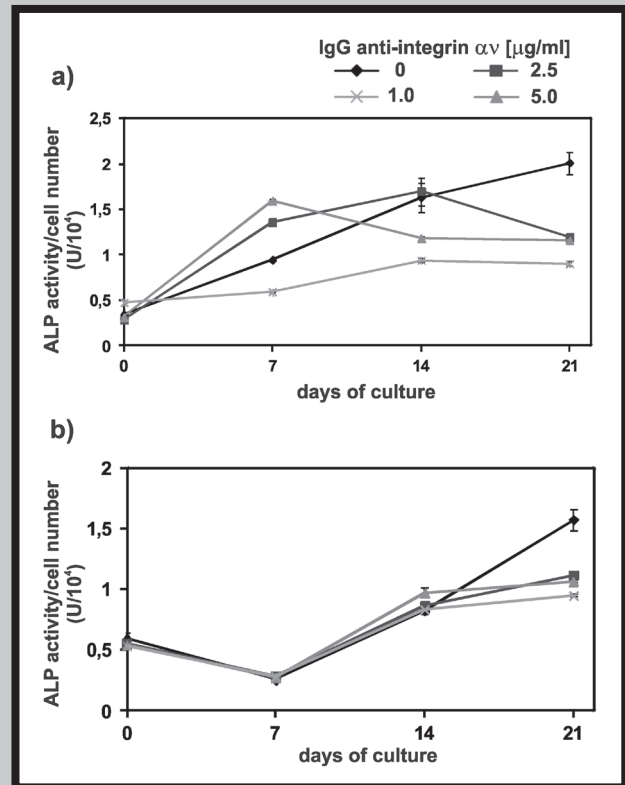 IgG anti-integrin αν [µg/ml]
a)
0 2.5
1.0 5.0
2,5
2
1,5
1
0,5
0
ALP activity/cell number
(U/10⁴)
0 7 14 21
days of culture
b)
2
1,5
1
0,5
0
ALP activity/cell number
(U/10⁴)
0 7 14 21
days of culture